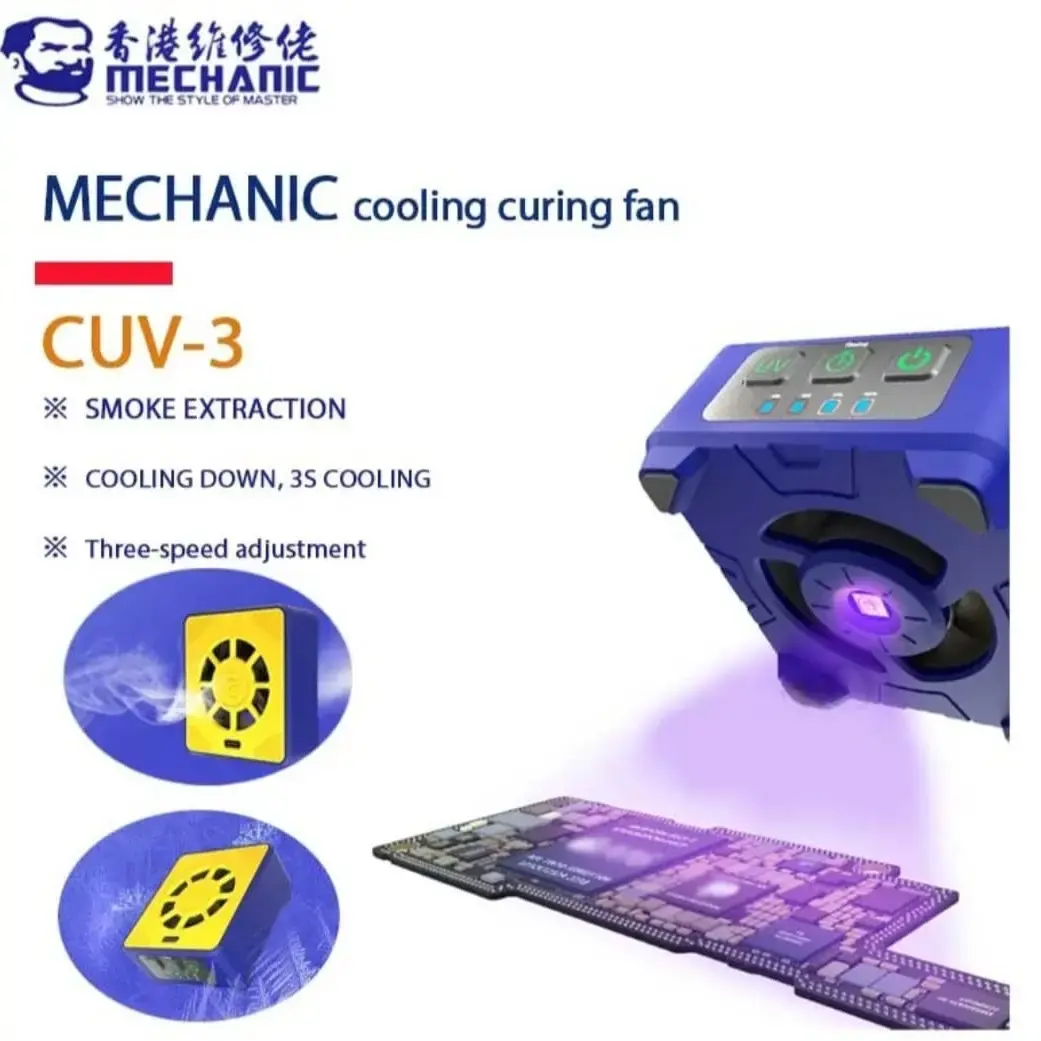 香港维修佬
MECHANIC
SHOW THE STYLE OF MASTER
MECHANIC cooling curing fan
CUV-3
※ SMOKE EXTRACTION
※ COOLING DOWN, 3S COOLING
※ Three-speed adjustment
UV